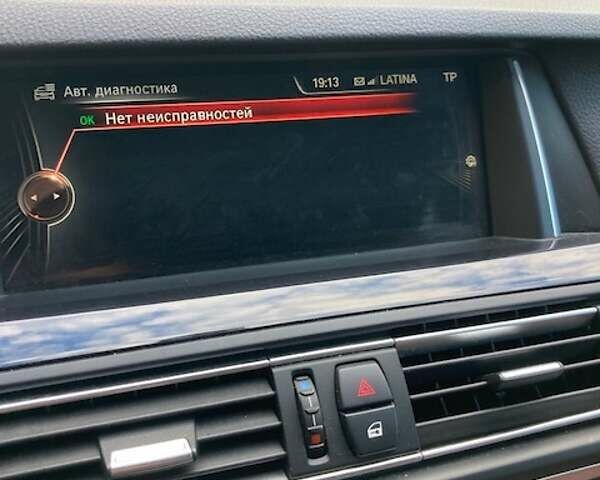 Авт. диагностика 19:13 LATINA TP
OK Нет неисправностей